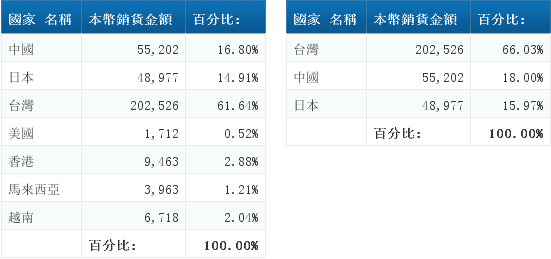 國家 名稱 本幣銷貨金額 百分比:
中國 55,202 16.80%
日本 48,977 14.91%
台灣 202,526 61.64%
美國 1,712 0.52%
香港 9,463 2.88%
馬來西亞 3,963 1.21%
越南 6,718 2.04%
百分比: 100.00%
國家 名稱 本幣銷貨金額 百分比:
台灣 202,526 66.03%
中國 55,202 18.00%
日本 48,977 15.97%
百分比: 100.00%